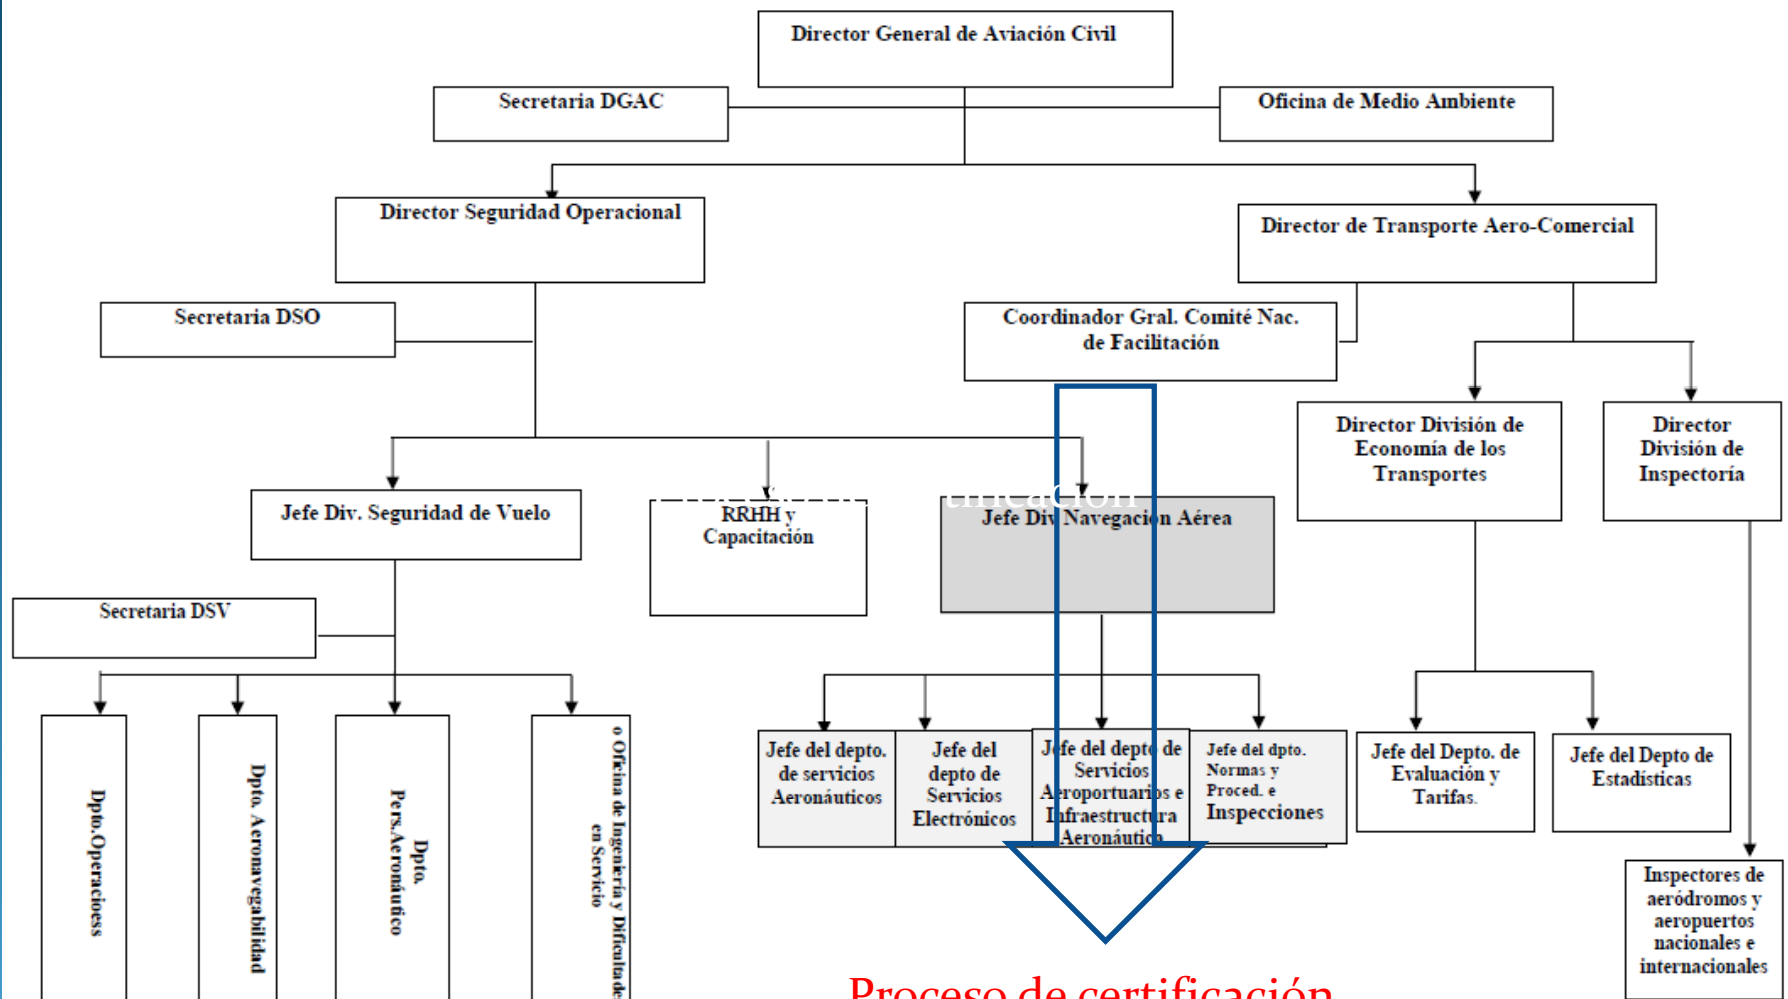 Director General de Aviación Civil
Secretaria DGAC
Oficina de Medio Ambiente
Director Seguridad Operacional
Director de Transporte Aero-Comercial
Secretaria DSO
Coordinador Gral. Comité Nac.
de Facilitación
Director División de
Economía de los
Transportes
Director
División de
Inspectoría
Jefe Div. Seguridad de Vuelo
RRHH y
Capacitación
Jefe Div Navegación Aérea
Secretaria DSV
Jefe del depto.
de servicios
Aeronáuticos
Jefe del
depto de
Servicios
Electrónicos
Jefe del depto de
Servicios
Aeroportuarios e
Infraestructura
Aeronáutica
Jefe del dpto.
Normas y
Proced. e
Inspecciones
Jefe del Depto. de
Evaluación y
Tarifas.
Jefe del Depto de
Estadísticas
Dpto.Operacioess
Dpto. Aeronavegabilidad
Dpto.
Pers.Aeronáutico
o Oficina de Ingeniería y Dificultades
en Servicio
Inspectores de
aeródromos y
aeropuertos
nacionales e
internacionales
Proceso de certificación